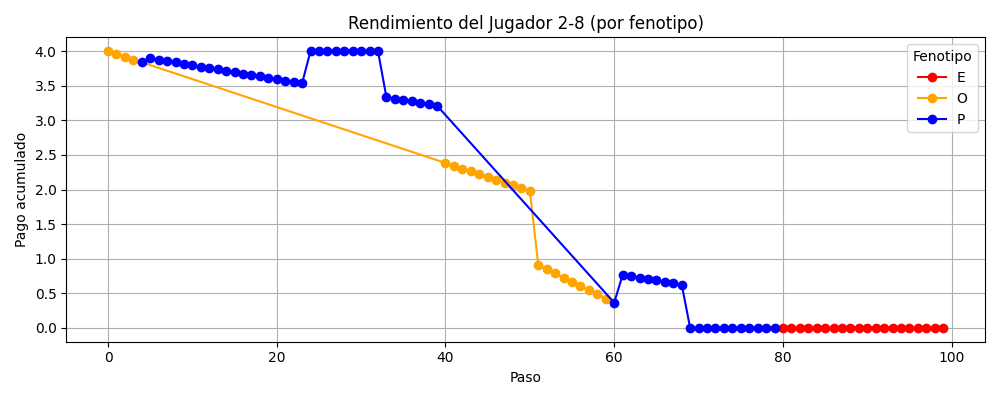 Rendimiento del Jugador 2-8 (por fenotipo)
Pago acumulado
4.0
3.5
3.0
2.5
2.0
1.5
1.0
0.5
0.0
Fenotipo
E
O
P
0 20 40 60 80 100
Paso